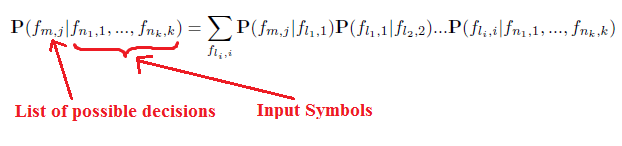 P(f_{m,j}|f_{n_1,1}, ..., f_{n_k,k}) = ∑_{f_{l_i,i}} P(f_{m,j}|f_{l_1,1})P(f_{l_1,1}|f_{l_2,2})...P(f_{l_i,i}|f_{n_1,1}, ..., f_{n_k,k})
List of possible decisions Input Symbols